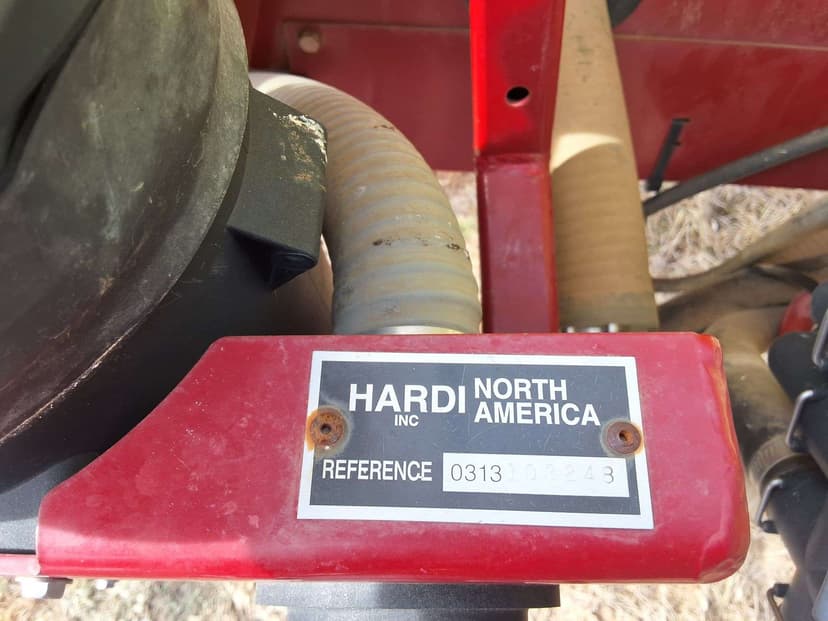 HARDI NORTH
INC AMERICA
REFERENCE 0313